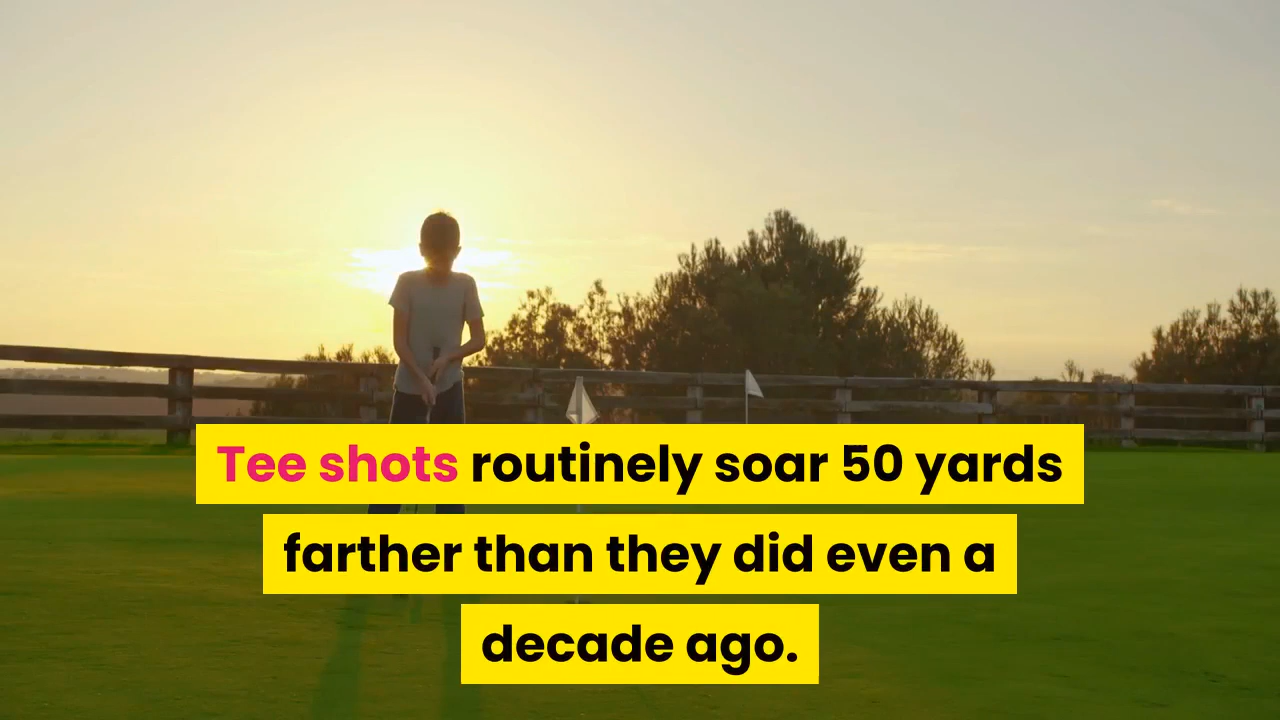 Tee shots routinely soar 50 yards
farther than they did even a
decade ago.